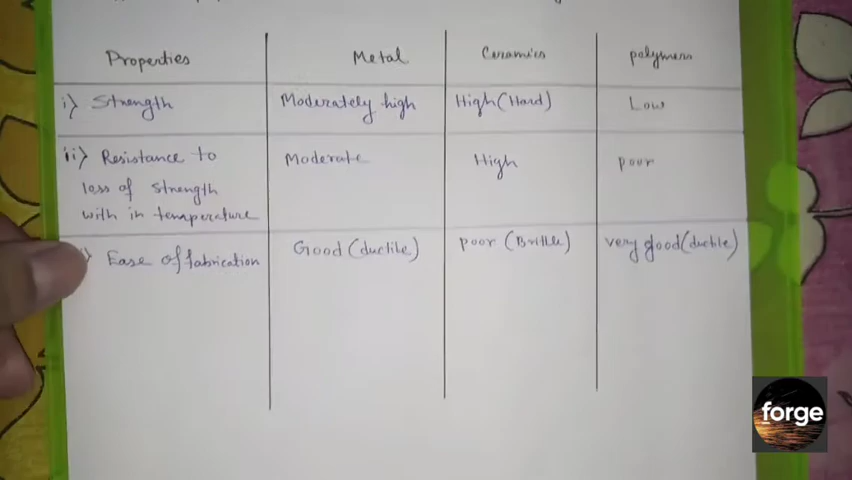 Properties Metal Ceramics polymers
i) Strength Moderately high High(Hard) Low
ii) Resistance to Moderate High poor
loss of strength
with in temperature
) Ease of fabrication Good (ductile) poor (Brittle) very good(ductile)
forge